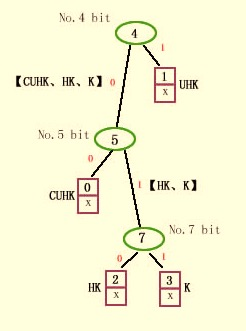 No.4 bit
4
1
【CUHK、HK、K】 0
1
x
UHK
No.5 bit
5
0
1 【HK、K】
0
x
CUHK
No.7 bit
7
0
1
HK
2
x
3
x
K